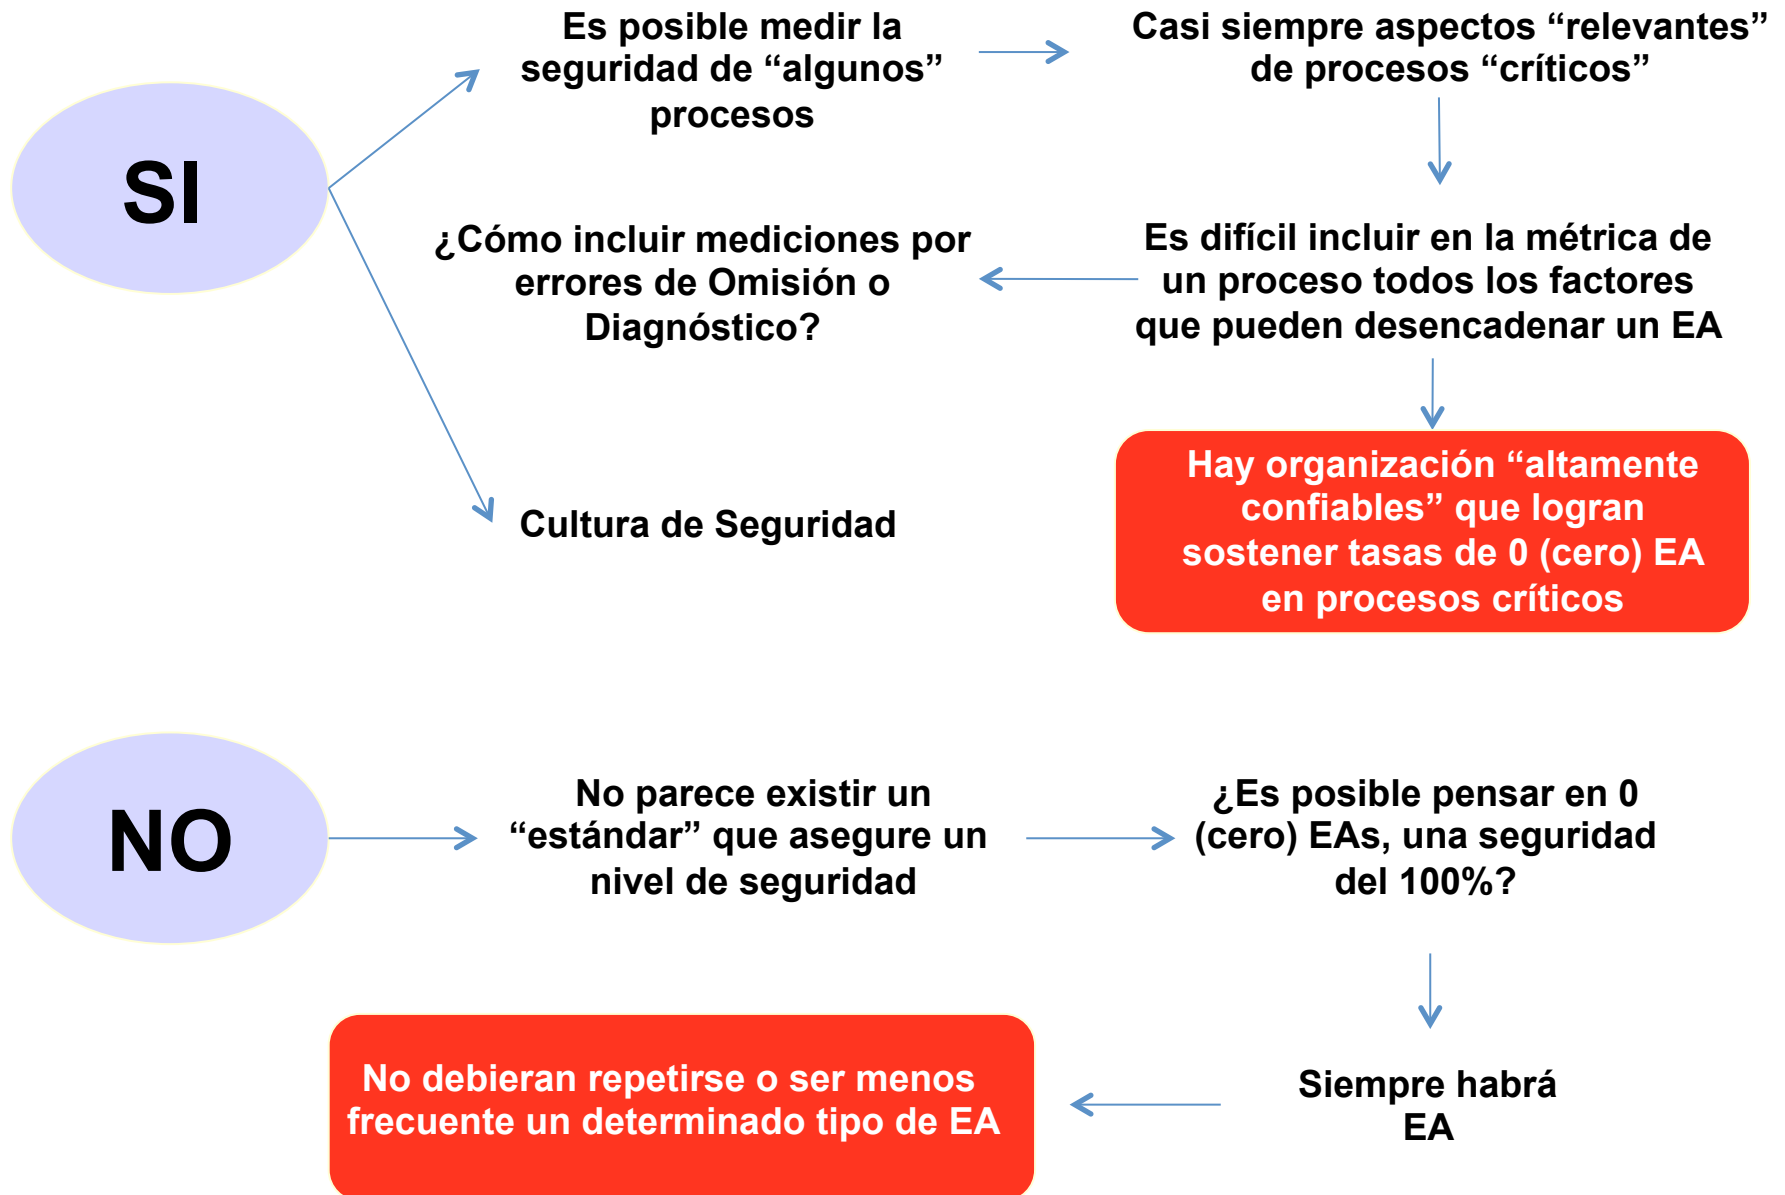 SI
Es posible medir la
seguridad de “algunos”
procesos
Casi siempre aspectos “relevantes”
de procesos “críticos”
¿Cómo incluir mediciones por
errores de Omisión o
Diagnóstico?
Es difícil incluir en la métrica de
un proceso todos los factores
que pueden desencadenar un EA
Cultura de Seguridad
Hay organización “altamente
confiables” que logran
sostener tasas de 0 (cero) EA
en procesos críticos
NO
No parece existir un
“estándar” que asegure un
nivel de seguridad
¿Es posible pensar en 0
(cero) EAs, una seguridad
del 100%?
No debieran repetirse o ser menos
frecuente un determinado tipo de EA
Siempre habrá
EA